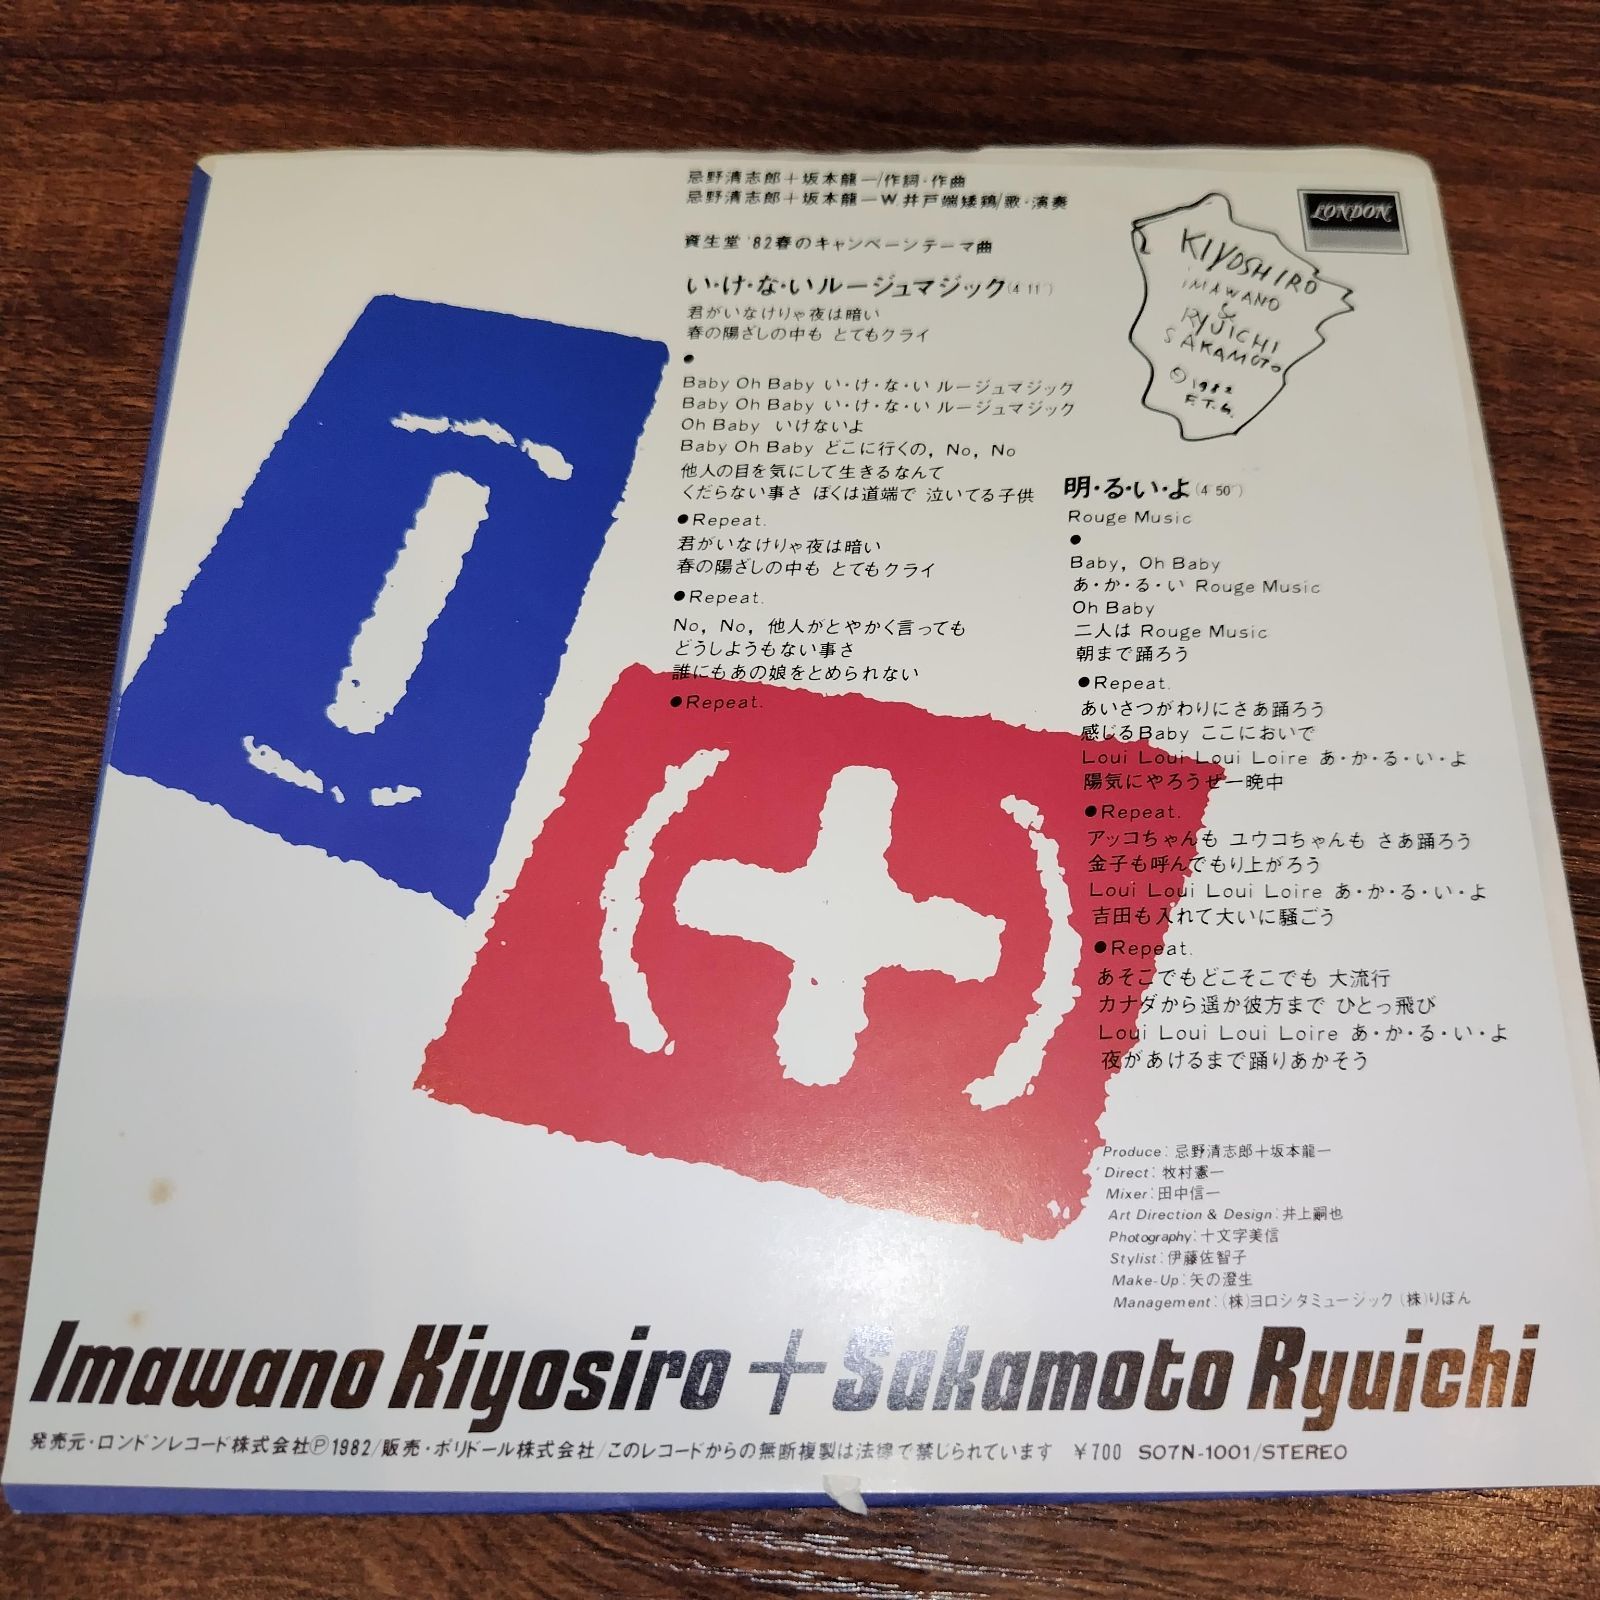 忌野清志郎+坂本龍一/作詞・作曲
忌野清志郎+坂本龍一W.井戸端矮鶏/歌・演奏
資生堂 '82春のキャンペーンテーマ曲
い・け・な・いルージュマジック(4'11")
君がいなけりゃ夜は暗い
春の陽ざしの中も とてもクライ
●
Baby Oh Baby い・け・な・い ルージュマジック
Baby Oh Baby い・け・な・い ルージュマジック
Oh Baby いけないよ
Baby Oh Baby どこに行くの, No, No
他人の目を気にして生きるなんて
くだらない事さ ぼくは道端で 泣いてる子供
●Repeat.
君がいなけりゃ夜は暗い
春の陽ざしの中も とてもクライ
●Repeat.
No, No, 他人がとやかく言っても
どうしようもない事さ
誰にもあの娘をとめられない
●Repeat.
LONDON
KIYOSHIRO
iMAWANO
&
RYUICHI
SAKAMOTO
©1982
F.T.G.
明・る・い・よ(4'50")
Rouge Music
●
Baby, Oh Baby
あ・か・る・い Rouge Music
Oh Baby
二人は Rouge Music
朝まで踊ろう
●Repeat.
あいさつがわりにさあ踊ろう
感じるBaby ここにおいで
Loui Loui Loui Loire あ・か・る・い・よ
陽気にやろうぜ一晩中
●Repeat.
アッコちゃんも ユウコちゃんも さあ踊ろう
金子も呼んでもり上がろう
Loui Loui Loui Loire あ・か・る・い・よ
吉田も入れて大いに騒ごう
●Repeat.
あそこでもどこそこでも 大流行
カナダから遥か彼方まで ひとっ飛び
Loui Loui Loui Loire あ・か・る・い・よ
夜があけるまで踊りあかそう
Produce:忌野清志郎+坂本龍一
Direct:牧村憲一
Mixer:田中信一
Art Direction & Design:井上嗣也
Photography:十文字美信
Stylist:伊藤佐智子
Make-Up:矢の澄生
Management:(株)ヨロシタミュージック (株)りぼん
Imawano Kiyosiro+Sakamoto Ryuichi
発売元・ロンドンレコード株式会社Ⓟ1982/販売・ポリドール株式会社/このレコードからの無断複製は法律で禁じられています ¥700 S07N-1001/STEREO